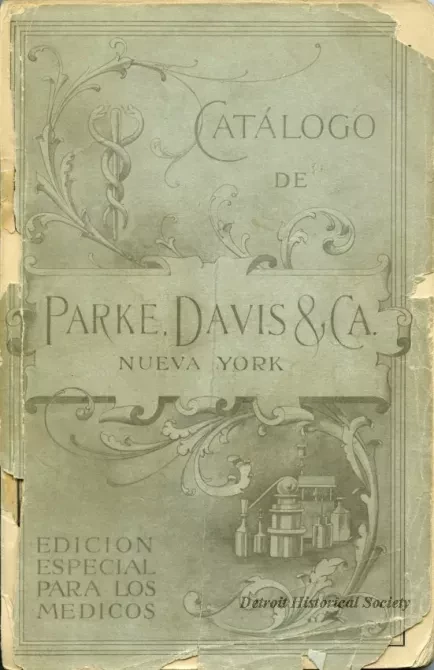 CATÁLOGO
DE
PARKE, DAVIS & CA.
NUEVA YORK
EDICION
ESPECIAL
PARA LOS
MEDICOS
Detroit Historical Society